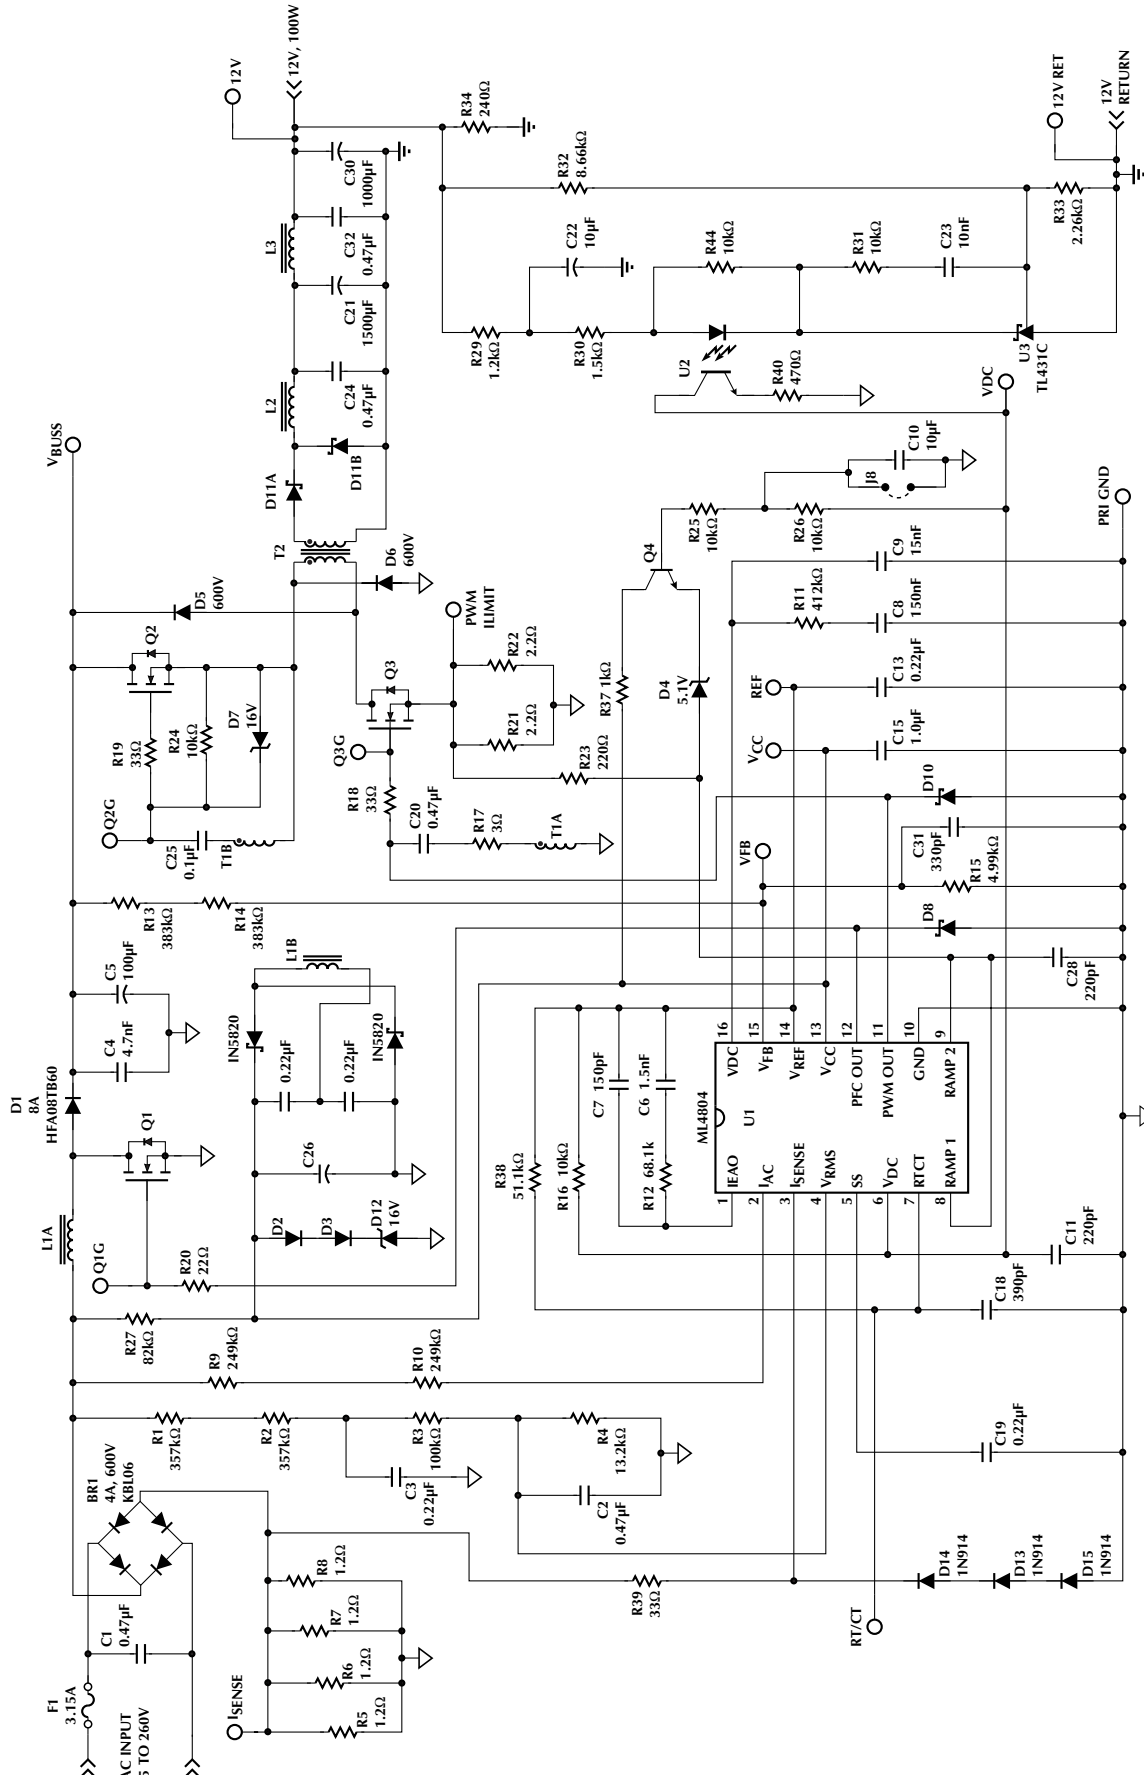 AC INPUT
TO 260V
F1
3.15A
C1
0.47µF
BR1
4A, 600V
KBL06
ISENSE
R5
1.2Ω
R6
1.2Ω
R7
1.2Ω
R8
1.2Ω
R1
357kΩ
R2
357kΩ
C3
0.22µF
R3
100kΩ
R4
13.2kΩ
C2
0.47µF
R39
33Ω
RT/CT
D14
1N914
D13
1N914
D15
1N914
C19
0.22µF
R9
249kΩ
R10
249kΩ
R27
82kΩ
L1A
Q1G
R20
22Ω
Q1
D1
8A
HFA08TB60
C4
4.7nF
C5
100µF
D2
D3
D12
16V
C26
0.22µF
0.22µF
IN5820
IN5820
L1B
R13
383kΩ
R14
383kΩ
R38
51.1kΩ
R16 10kΩ
R12 68.1k
C7 150pF
C6 1.5nF
ML4804
U1
1
IEAO
2
IAC
3
ISENSE
4
VRMS
5
SS
6
VDC
7
RTCT
8
RAMP 1
VDC
16
VFB
15
VREF
14
VCC
13
PFC OUT
12
PWM OUT
11
GND
10
RAMP 2
9
C18
390pF
C11
220pF
C28
220pF
D8
R15
4.99kΩ
C31
330pF
D10
VFB
VCC
REF
C15
1.0µF
C13
0.22µF
C8
150nF
R11
412kΩ
C9
15nF
Q2G
C25
0.1µF
T1B
R19
33Ω
R24
10kΩ
D7
16V
Q2
D5
600V
VBUSS
Q3G
R18
33Ω
C20
0.47µF
R17
3Ω
T1A
Q3
PWM
ILIMIT
R21
2.2Ω
R22
2.2Ω
R23
220Ω
R37 1kΩ
D4
5.1V
Q4
R25
10kΩ
R26
10kΩ
J8
C10
10µF
T2
D6
600V
D11A
D11B
L2
C24
0.47µF
C21
1500µF
L3
C32
0.47µF
C30
1000µF
12V
12V, 100W
R34
240Ω
R32
8.66kΩ
R29
1.2kΩ
C22
10µF
R30
1.5kΩ
R44
10kΩ
R31
10kΩ
C23
10nF
U2
R40
470Ω
VDC
U3
TL431C
R33
2.26kΩ
12V RET
12V
RETURN
PRI GND